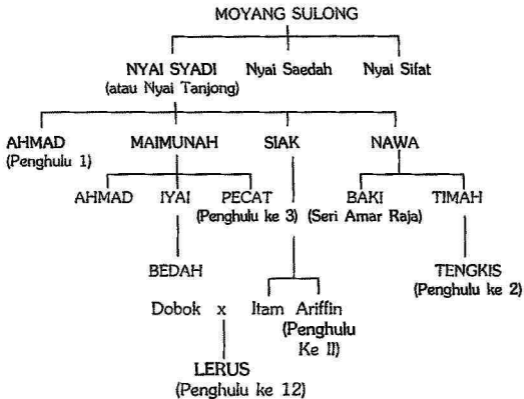 MOYANG SULONG
NYAI SYADI Nyai Saedah Nyai Sifat
(atau Nyai Tanjong)
AHMAD MAIMUNAH SIAK NAWA
(Penghulu 1)
AHMAD IYAI PECAT BAKI TIMAH
(Penghulu ke 3) (Seri Amar Raja)
BEDAH TENGKIS
(Penghulu ke 2)
Dobok x Itam Ariffin
(Penghulu
Ke II)
LERUS
(Penghulu ke 12)